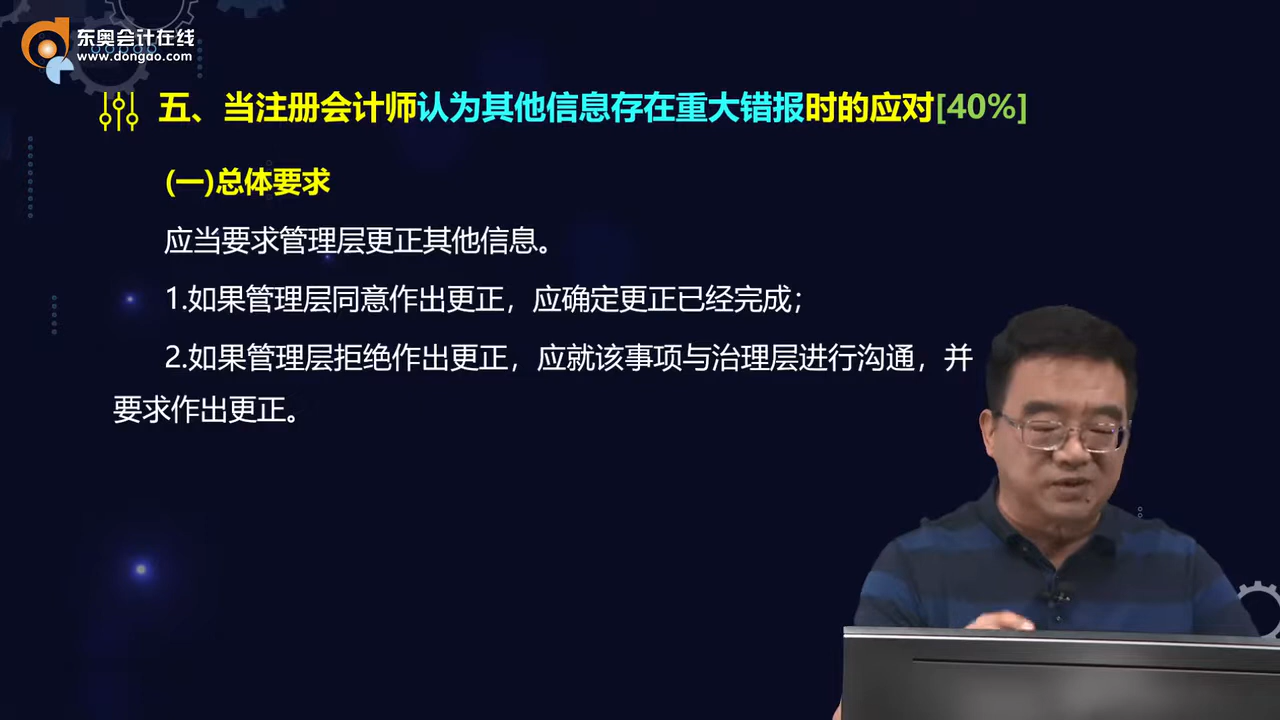 东奥会计在线
www.dongao.com
五、当注册会计师认为其他信息存在重大错报时的应对[40%]
(一)总体要求
应当要求管理层更正其他信息。
1.如果管理层同意作出更正，应确定更正已经完成；
2.如果管理层拒绝作出更正，应就该事项与治理层进行沟通，并
要求作出更正。